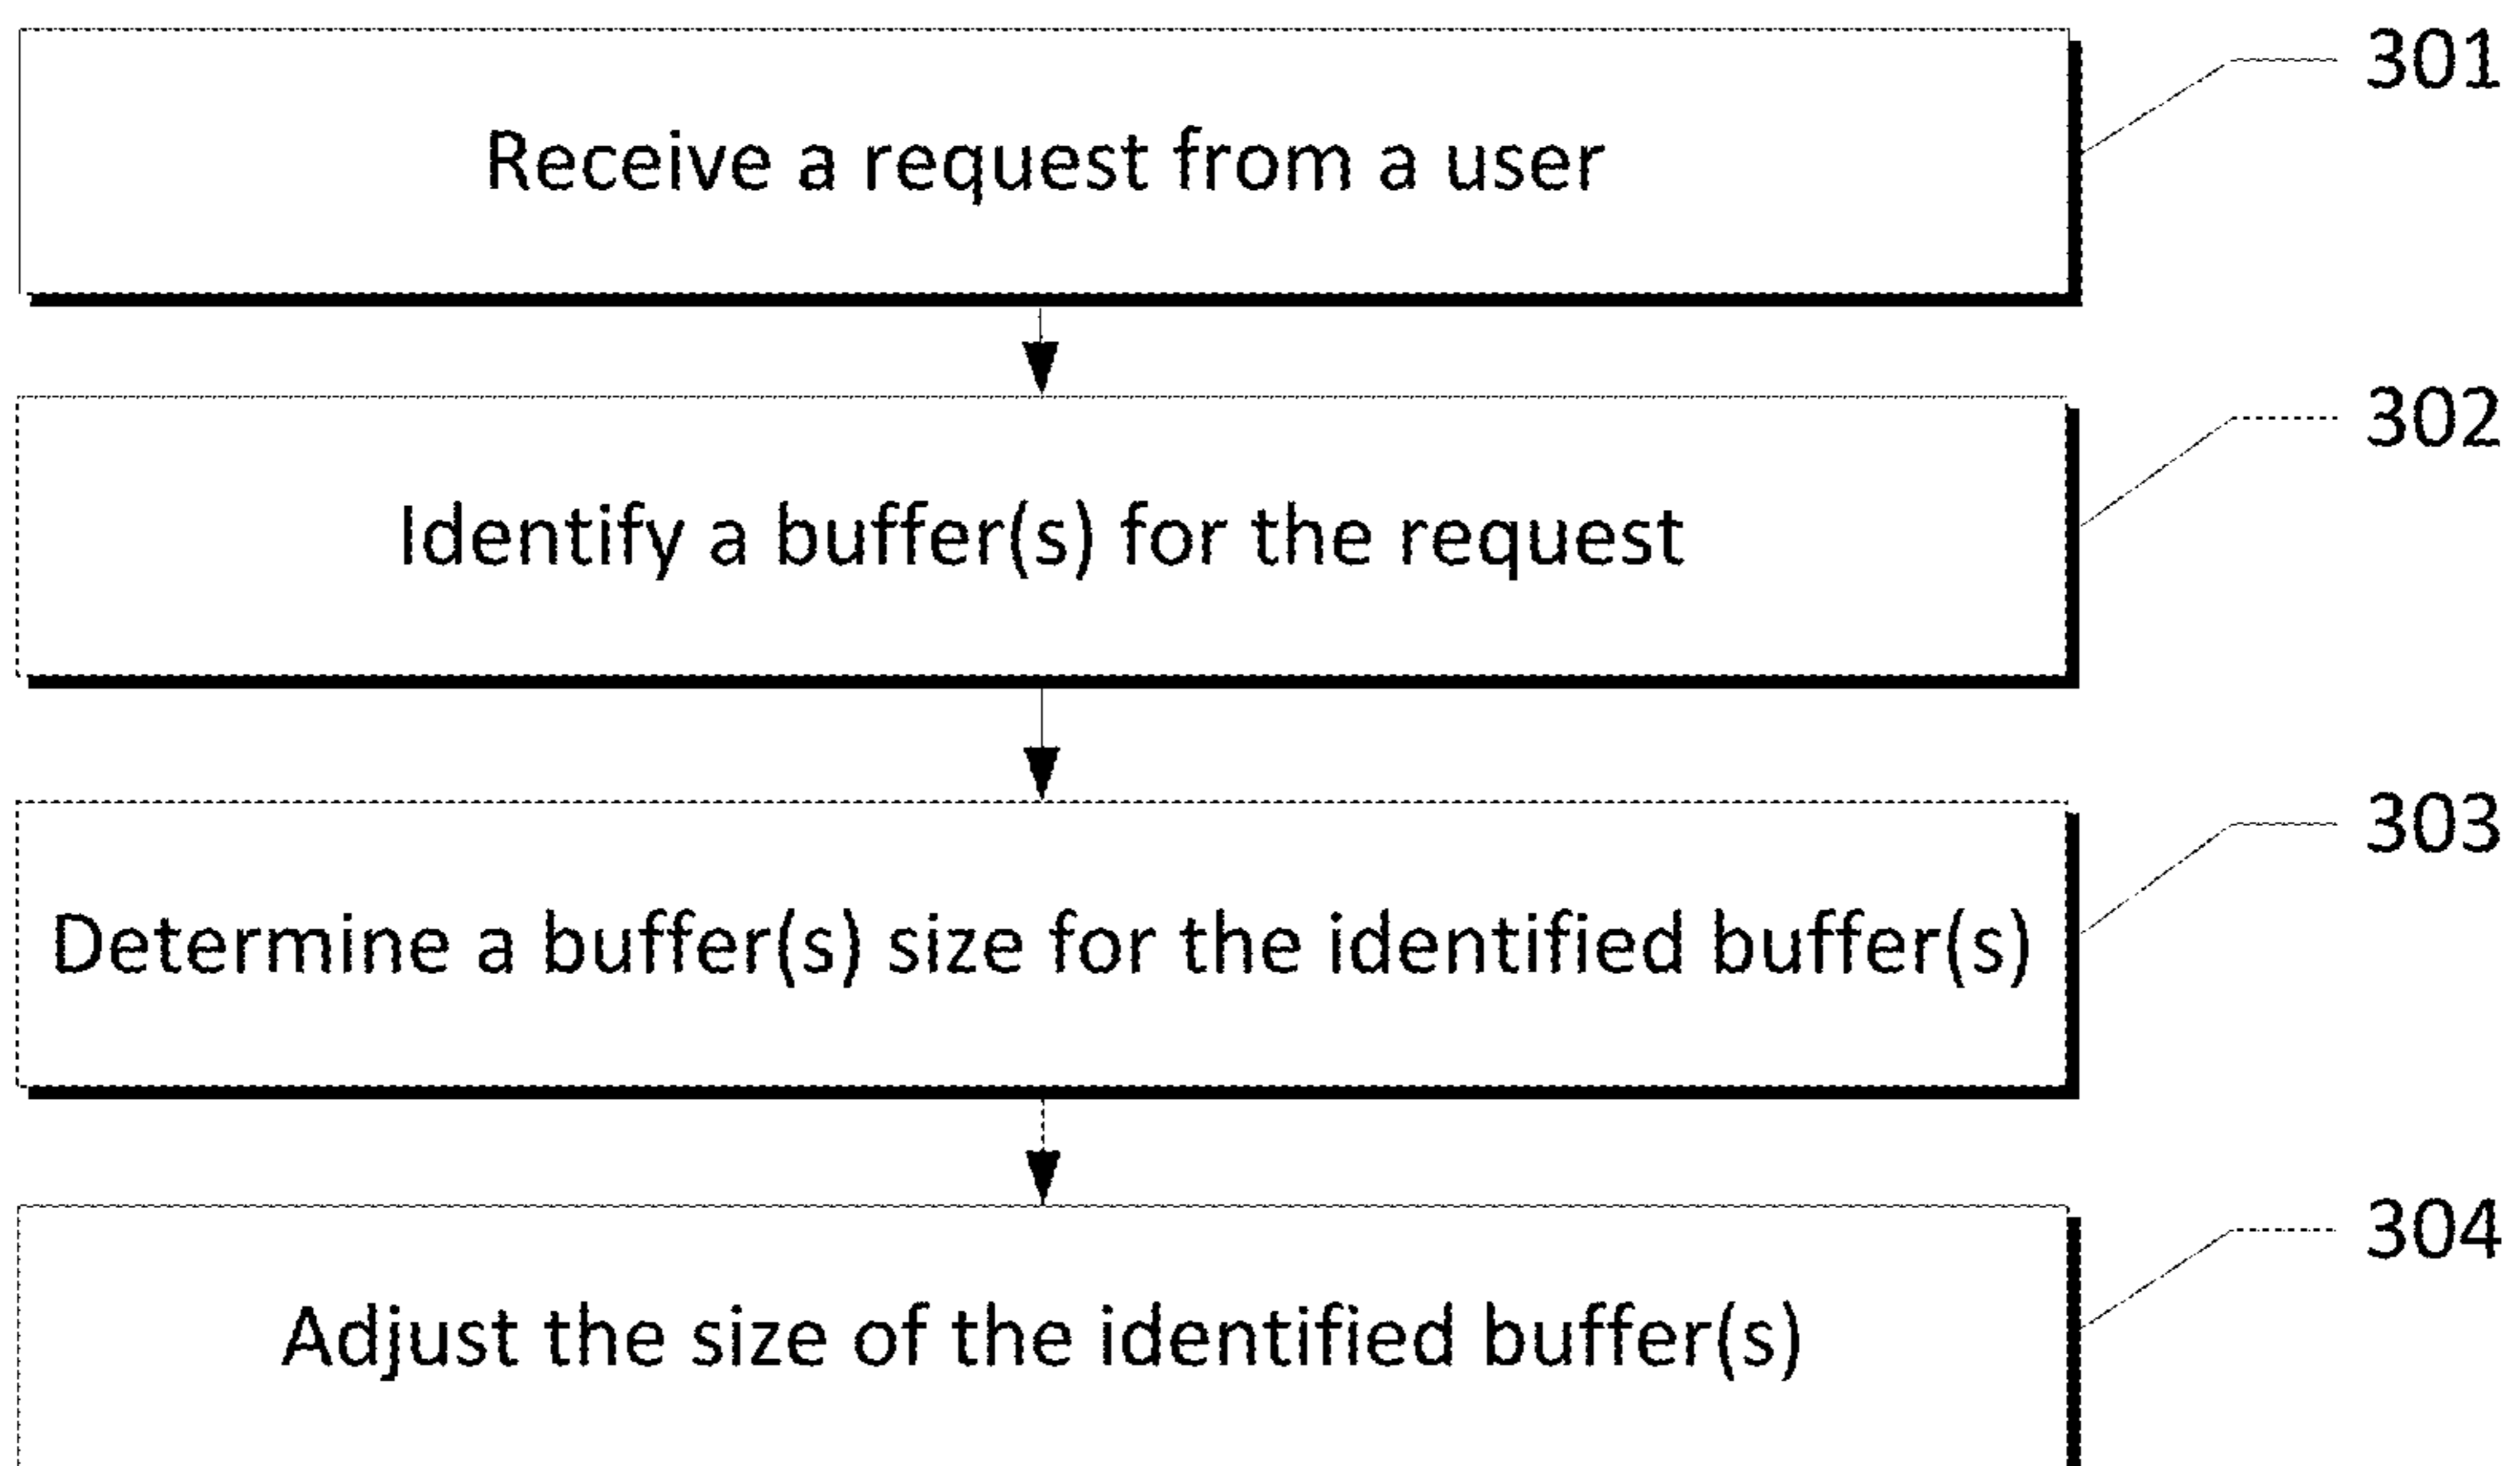 301
Receive a request from a user
302
Identify a buffer(s) for the request
303
Determine a buffer(s) size for the identified buffer(s)
304
Adjust the size of the identified buffer(s)